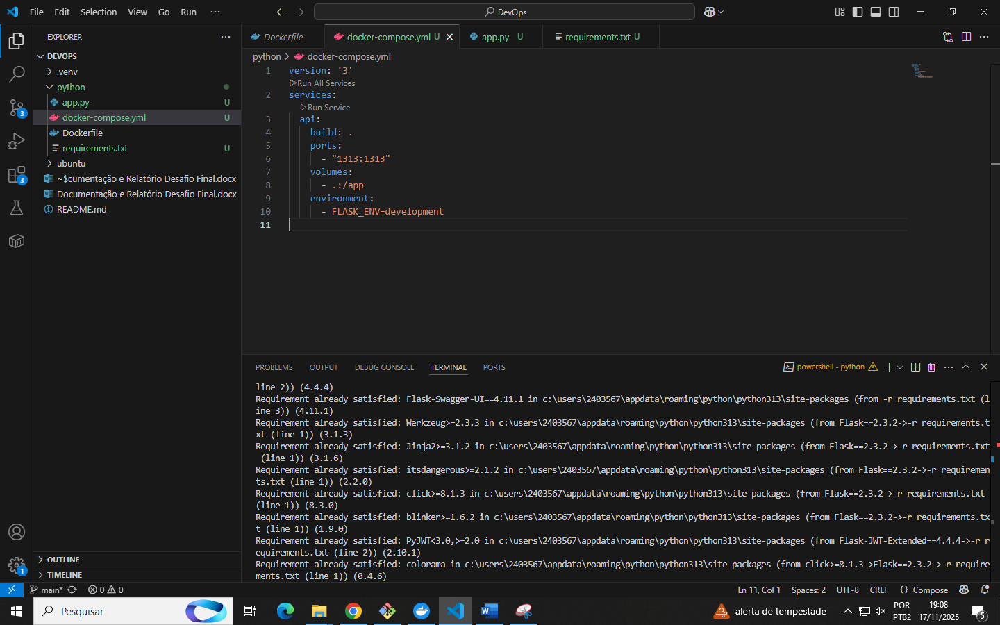 File Edit Selection View Go Run ···
DevOps
EXPLORER
DEVOPS
.venv
python
app.py U
docker-compose.yml U
Dockerfile
requirements.txt U
ubuntu
~$cumentação e Relatório Desafio Final.docx
Documentação e Relatório Desafio Final.docx
README.md
OUTLINE
TIMELINE
3
3
1
Dockerfile
docker-compose.yml U
app.py U
requirements.txt U
python > docker-compose.yml
1 version: '3'
Run All Services
2 services:
Run Service
3 api:
4 build: .
5 ports:
6 - "1313:1313"
7 volumes:
8 - .:/app
9 environment:
10 - FLASK_ENV=development
11
PROBLEMS OUTPUT DEBUG CONSOLE TERMINAL PORTS
powershell - python
line 2)) (4.4.4)
Requirement already satisfied: Flask-Swagger-UI==4.11.1 in c:\users\2403567\appdata\roaming\python\python313\site-packages (from -r requirements.txt (l
ine 3)) (4.11.1)
Requirement already satisfied: Werkzeug>=2.3.3 in c:\users\2403567\appdata\roaming\python\python313\site-packages (from Flask==2.3.2->-r requirements.t
xt (line 1)) (3.1.3)
Requirement already satisfied: Jinja2>=3.1.2 in c:\users\2403567\appdata\roaming\python\python313\site-packages (from Flask==2.3.2->-r requirements.txt
(line 1)) (3.1.6)
Requirement already satisfied: itsdangerous>=2.1.2 in c:\users\2403567\appdata\roaming\python\python313\site-packages (from Flask==2.3.2->-r requiremen
ts.txt (line 1)) (2.2.0)
Requirement already satisfied: click>=8.1.3 in c:\users\2403567\appdata\roaming\python\python313\site-packages (from Flask==2.3.2->-r requirements.txt
(line 1)) (8.3.0)
Requirement already satisfied: blinker>=1.6.2 in c:\users\2403567\appdata\roaming\python\python313\site-packages (from Flask==2.3.2->-r requirements.tx
t (line 1)) (1.9.0)
Requirement already satisfied: PyJWT<3.0,>=2.0 in c:\users\2403567\appdata\roaming\python\python313\site-packages (from Flask-JWT-Extended==4.4.4->-r r
equirements.txt (line 2)) (2.10.1)
Requirement already satisfied: colorama in c:\users\2403567\appdata\roaming\python\python313\site-packages (from click>=8.1.3->Flask==2.3.2->-r require
ments.txt (line 1)) (0.4.6)
main* 0 0
Ln 11, Col 1 Spaces: 2 UTF-8 CRLF {} Compose
Pesquisar
alerta de tempestade
POR
PTB2
19:08
17/11/2025
5